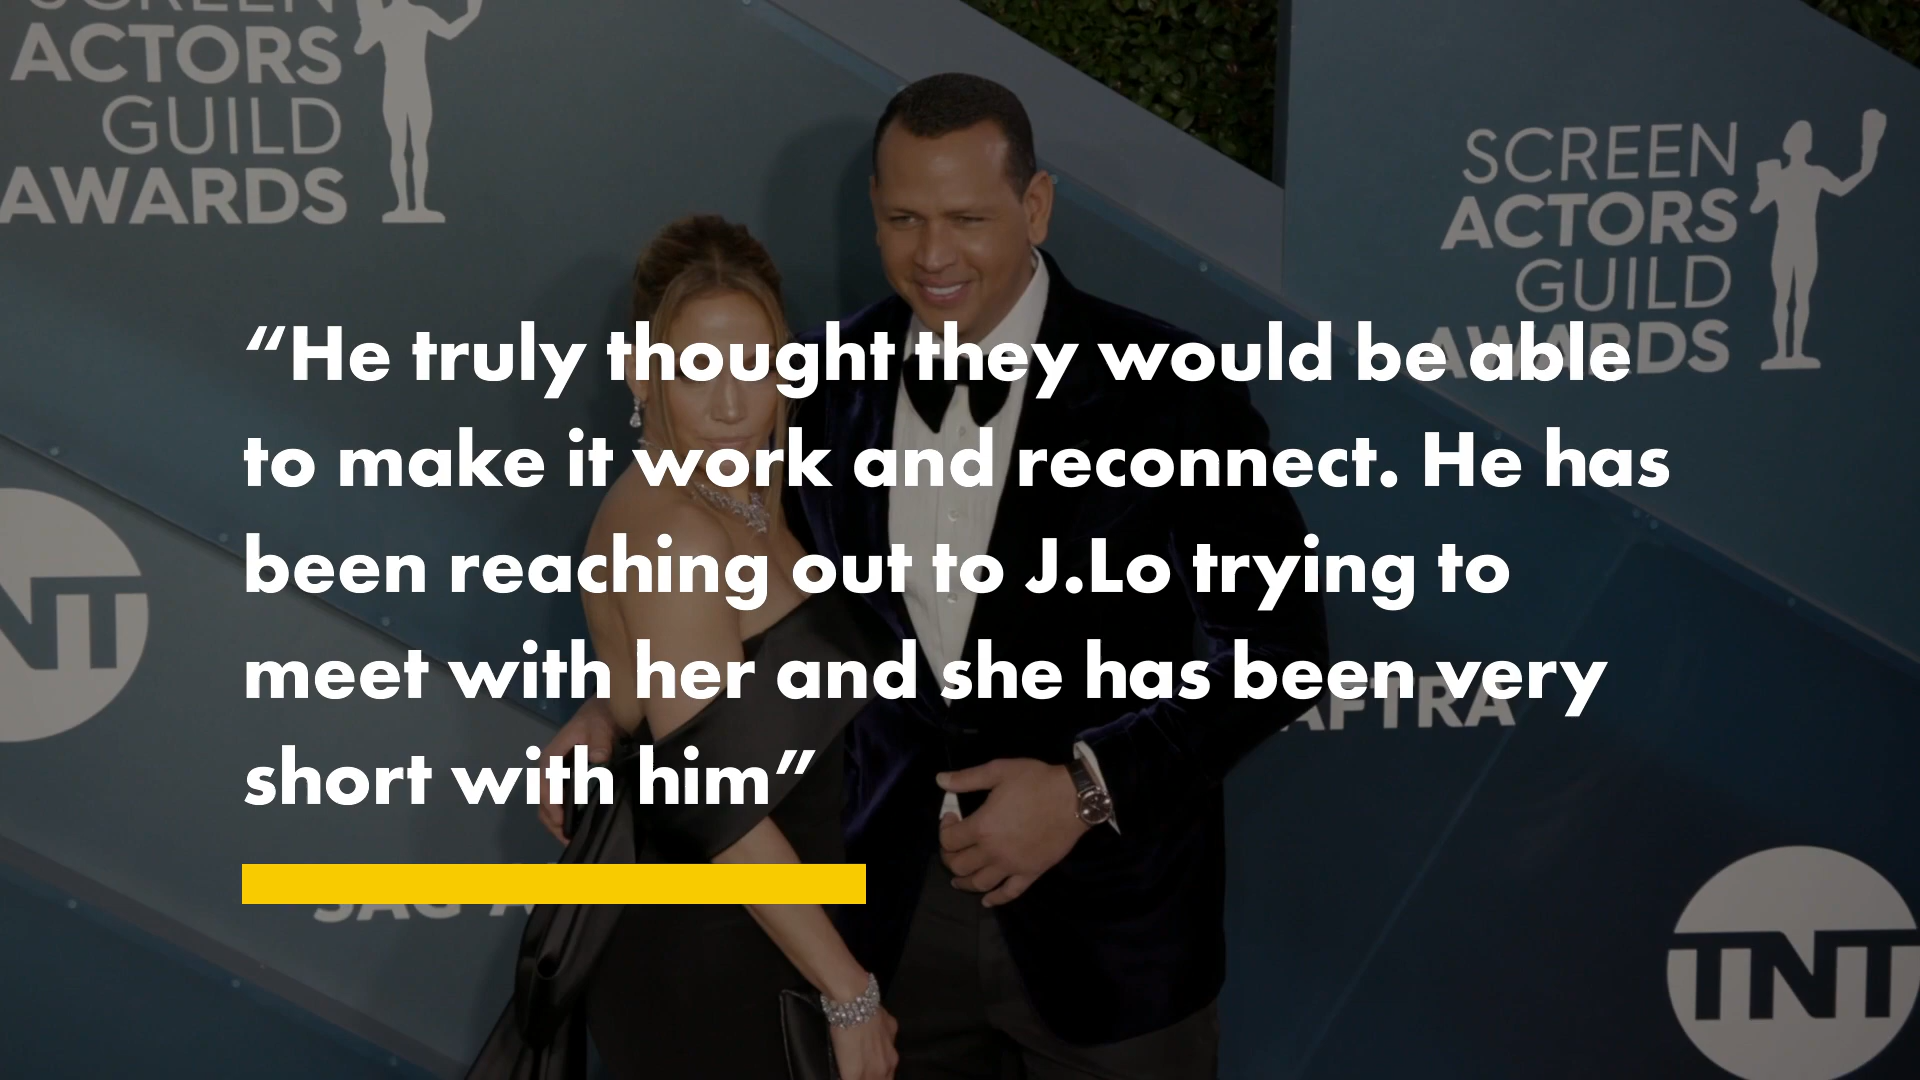 SCREEN
ACTORS
GUILD
AWARDS
SCREEN
ACTORS
GUILD
AWARDS
“He truly thought they would be able
to make it work and reconnect. He has
been reaching out to J.Lo trying to
meet with her and she has been very
short with him”
TNT
AFTRA
SAG A
TNT